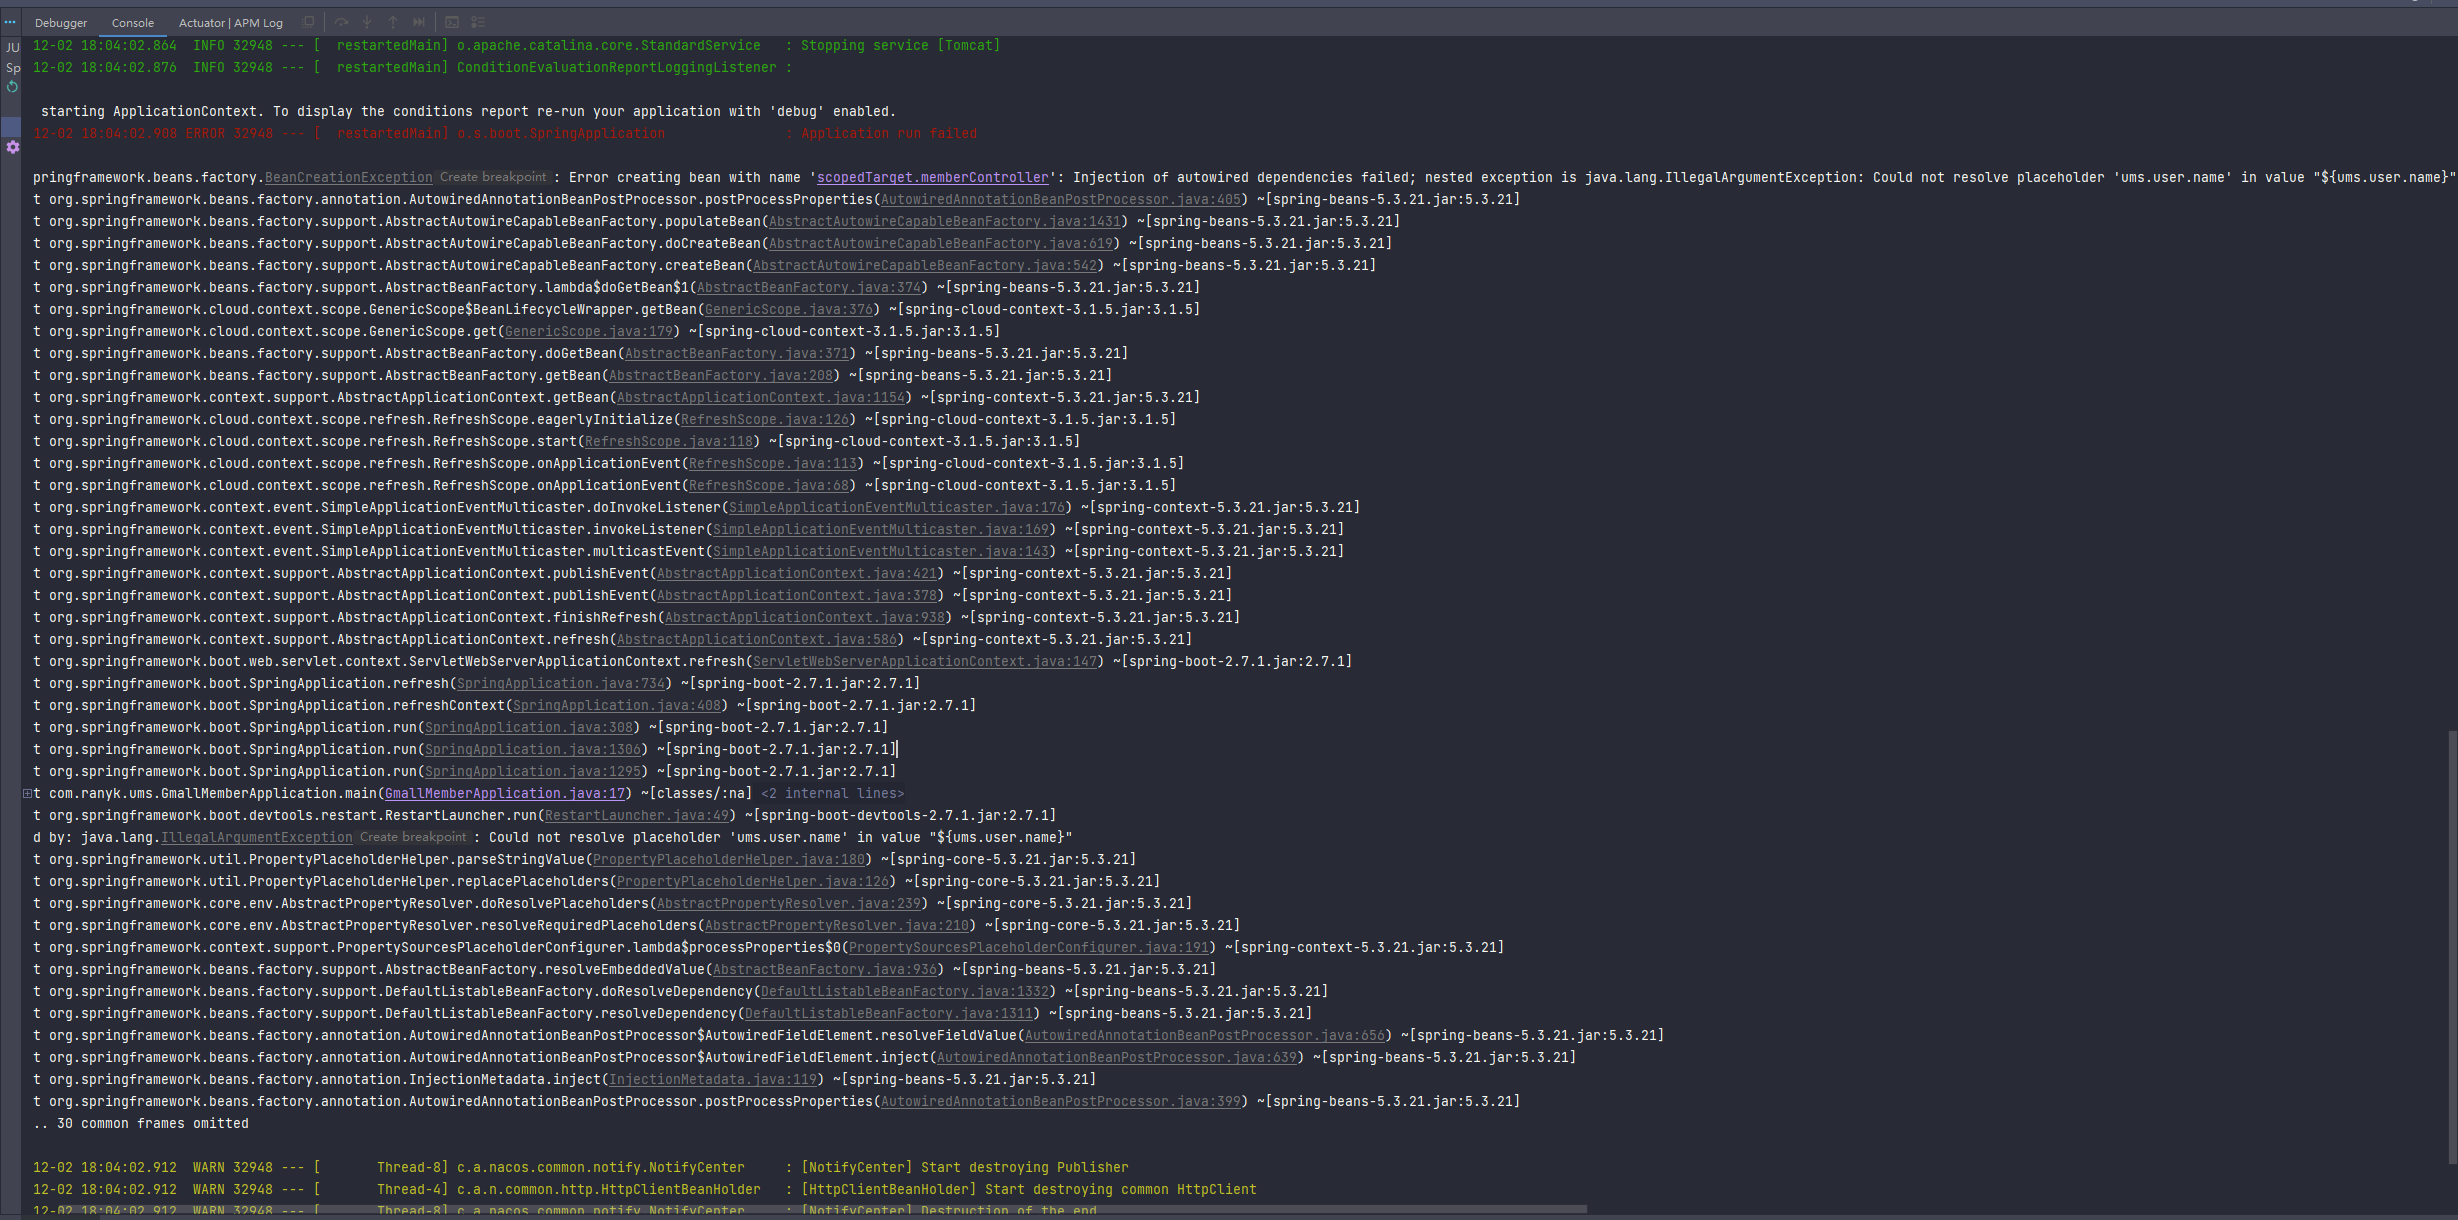 Debugger Console Actuator | APM Log
JU
Sp
12-02 18:04:02.864 INFO 32948 --- [ restartedMain] o.apache.catalina.core.StandardService : Stopping service [Tomcat]
12-02 18:04:02.876 INFO 32948 --- [ restartedMain] ConditionEvaluationReportLoggingListener :
starting ApplicationContext. To display the conditions report re-run your application with 'debug' enabled.
12-02 18:04:02.908 ERROR 32948 --- [ restartedMain] o.s.boot.SpringApplication : Application run failed
pringframework.beans.factory.BeanCreationException Create breakpoint : Error creating bean with name 'scopedTarget.memberController': Injection of autowired dependencies failed; nested exception is java.lang.IllegalArgumentException: Could not resolve placeholder 'ums.user.name' in value "${ums.user.name}"
t org.springframework.beans.factory.annotation.AutowiredAnnotationBeanPostProcessor.postProcessProperties(AutowiredAnnotationBeanPostProcessor.java:405) ~[spring-beans-5.3.21.jar:5.3.21]
t org.springframework.beans.factory.support.AbstractAutowireCapableBeanFactory.populateBean(AbstractAutowireCapableBeanFactory.java:1431) ~[spring-beans-5.3.21.jar:5.3.21]
t org.springframework.beans.factory.support.AbstractAutowireCapableBeanFactory.doCreateBean(AbstractAutowireCapableBeanFactory.java:619) ~[spring-beans-5.3.21.jar:5.3.21]
t org.springframework.beans.factory.support.AbstractAutowireCapableBeanFactory.createBean(AbstractAutowireCapableBeanFactory.java:542) ~[spring-beans-5.3.21.jar:5.3.21]
t org.springframework.beans.factory.support.AbstractBeanFactory.lambda$doGetBean$1(AbstractBeanFactory.java:374) ~[spring-beans-5.3.21.jar:5.3.21]
t org.springframework.cloud.context.scope.GenericScope$BeanLifecycleWrapper.getBean(GenericScope.java:376) ~[spring-cloud-context-3.1.5.jar:3.1.5]
t org.springframework.cloud.context.scope.GenericScope.get(GenericScope.java:179) ~[spring-cloud-context-3.1.5.jar:3.1.5]
t org.springframework.beans.factory.support.AbstractBeanFactory.doGetBean(AbstractBeanFactory.java:371) ~[spring-beans-5.3.21.jar:5.3.21]
t org.springframework.beans.factory.support.AbstractBeanFactory.getBean(AbstractBeanFactory.java:208) ~[spring-beans-5.3.21.jar:5.3.21]
t org.springframework.context.support.AbstractApplicationContext.getBean(AbstractApplicationContext.java:1154) ~[spring-context-5.3.21.jar:5.3.21]
t org.springframework.cloud.context.scope.refresh.RefreshScope.eagerlyInitialize(RefreshScope.java:126) ~[spring-cloud-context-3.1.5.jar:3.1.5]
t org.springframework.cloud.context.scope.refresh.RefreshScope.start(RefreshScope.java:118) ~[spring-cloud-context-3.1.5.jar:3.1.5]
t org.springframework.cloud.context.scope.refresh.RefreshScope.onApplicationEvent(RefreshScope.java:113) ~[spring-cloud-context-3.1.5.jar:3.1.5]
t org.springframework.cloud.context.scope.refresh.RefreshScope.onApplicationEvent(RefreshScope.java:68) ~[spring-cloud-context-3.1.5.jar:3.1.5]
t org.springframework.context.event.SimpleApplicationEventMulticaster.doInvokeListener(SimpleApplicationEventMulticaster.java:176) ~[spring-context-5.3.21.jar:5.3.21]
t org.springframework.context.event.SimpleApplicationEventMulticaster.invokeListener(SimpleApplicationEventMulticaster.java:169) ~[spring-context-5.3.21.jar:5.3.21]
t org.springframework.context.event.SimpleApplicationEventMulticaster.multicastEvent(SimpleApplicationEventMulticaster.java:143) ~[spring-context-5.3.21.jar:5.3.21]
t org.springframework.context.support.AbstractApplicationContext.publishEvent(AbstractApplicationContext.java:421) ~[spring-context-5.3.21.jar:5.3.21]
t org.springframework.context.support.AbstractApplicationContext.publishEvent(AbstractApplicationContext.java:378) ~[spring-context-5.3.21.jar:5.3.21]
t org.springframework.context.support.AbstractApplicationContext.finishRefresh(AbstractApplicationContext.java:938) ~[spring-context-5.3.21.jar:5.3.21]
t org.springframework.context.support.AbstractApplicationContext.refresh(AbstractApplicationContext.java:586) ~[spring-context-5.3.21.jar:5.3.21]
t org.springframework.boot.web.servlet.context.ServletWebServerApplicationContext.refresh(ServletWebServerApplicationContext.java:147) ~[spring-boot-2.7.1.jar:2.7.1]
t org.springframework.boot.SpringApplication.refresh(SpringApplication.java:734) ~[spring-boot-2.7.1.jar:2.7.1]
t org.springframework.boot.SpringApplication.refreshContext(SpringApplication.java:408) ~[spring-boot-2.7.1.jar:2.7.1]
t org.springframework.boot.SpringApplication.run(SpringApplication.java:308) ~[spring-boot-2.7.1.jar:2.7.1]
t org.springframework.boot.SpringApplication.run(SpringApplication.java:1306) ~[spring-boot-2.7.1.jar:2.7.1]
t org.springframework.boot.SpringApplication.run(SpringApplication.java:1295) ~[spring-boot-2.7.1.jar:2.7.1]
t com.ranyk.ums.GmallMemberApplication.main(GmallMemberApplication.java:17) ~[classes/:na] <2 internal lines>
t org.springframework.boot.devtools.restart.RestartLauncher.run(RestartLauncher.java:49) ~[spring-boot-devtools-2.7.1.jar:2.7.1]
d by: java.lang.IllegalArgumentException Create breakpoint : Could not resolve placeholder 'ums.user.name' in value "${ums.user.name}"
t org.springframework.util.PropertyPlaceholderHelper.parseStringValue(PropertyPlaceholderHelper.java:180) ~[spring-core-5.3.21.jar:5.3.21]
t org.springframework.util.PropertyPlaceholderHelper.replacePlaceholders(PropertyPlaceholderHelper.java:126) ~[spring-core-5.3.21.jar:5.3.21]
t org.springframework.core.env.AbstractPropertyResolver.doResolvePlaceholders(AbstractPropertyResolver.java:239) ~[spring-core-5.3.21.jar:5.3.21]
t org.springframework.core.env.AbstractPropertyResolver.resolveRequiredPlaceholders(AbstractPropertyResolver.java:210) ~[spring-core-5.3.21.jar:5.3.21]
t org.springframework.context.support.PropertySourcesPlaceholderConfigurer.lambda$processProperties$0(PropertySourcesPlaceholderConfigurer.java:191) ~[spring-context-5.3.21.jar:5.3.21]
t org.springframework.beans.factory.support.AbstractBeanFactory.resolveEmbeddedValue(AbstractBeanFactory.java:936) ~[spring-beans-5.3.21.jar:5.3.21]
t org.springframework.beans.factory.support.DefaultListableBeanFactory.doResolveDependency(DefaultListableBeanFactory.java:1332) ~[spring-beans-5.3.21.jar:5.3.21]
t org.springframework.beans.factory.support.DefaultListableBeanFactory.resolveDependency(DefaultListableBeanFactory.java:1311) ~[spring-beans-5.3.21.jar:5.3.21]
t org.springframework.beans.factory.annotation.AutowiredAnnotationBeanPostProcessor$AutowiredFieldElement.resolveFieldValue(AutowiredAnnotationBeanPostProcessor.java:656) ~[spring-beans-5.3.21.jar:5.3.21]
t org.springframework.beans.factory.annotation.AutowiredAnnotationBeanPostProcessor$AutowiredFieldElement.inject(AutowiredAnnotationBeanPostProcessor.java:639) ~[spring-beans-5.3.21.jar:5.3.21]
t org.springframework.beans.factory.annotation.InjectionMetadata.inject(InjectionMetadata.java:119) ~[spring-beans-5.3.21.jar:5.3.21]
t org.springframework.beans.factory.annotation.AutowiredAnnotationBeanPostProcessor.postProcessProperties(AutowiredAnnotationBeanPostProcessor.java:399) ~[spring-beans-5.3.21.jar:5.3.21]
.. 30 common frames omitted
12-02 18:04:02.912 WARN 32948 --- [ Thread-8] c.a.nacos.common.notify.NotifyCenter : [NotifyCenter] Start destroying Publisher
12-02 18:04:02.912 WARN 32948 --- [ Thread-4] c.a.n.common.http.HttpClientBeanHolder : [HttpClientBeanHolder] Start destroying common HttpClient
12-02 18:04:02.912 WARN 32948 --- [ Thread-8] c.a.nacos.common.notify.NotifyCenter : [NotifyCenter] Destruction of the end